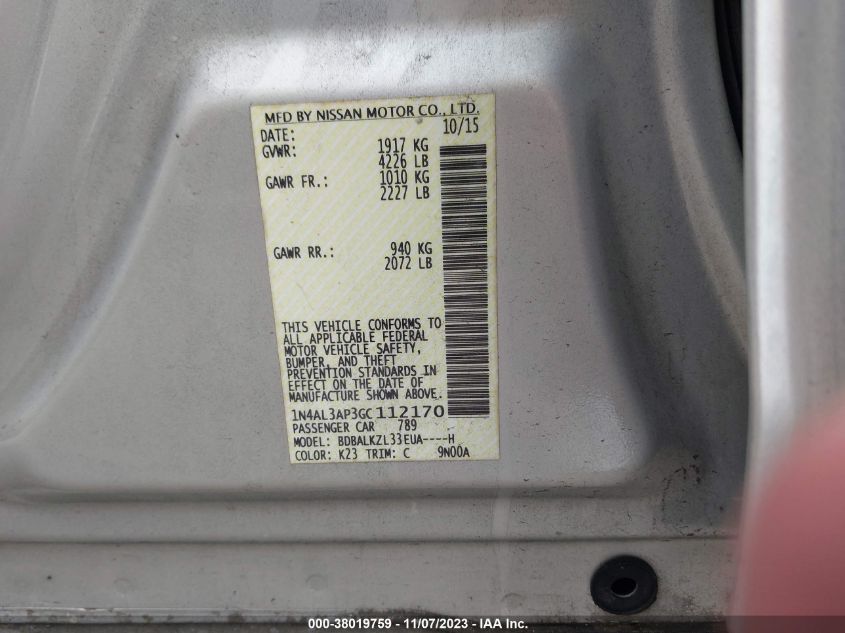 MFD BY NISSAN MOTOR CO., LTD.
DATE: 10/15
GVWR: 1917 KG
4226 LB
GAWR FR.: 1010 KG
2227 LB
GAWR RR.: 940 KG
2072 LB
THIS VEHICLE CONFORMS TO
ALL APPLICABLE FEDERAL
MOTOR VEHICLE SAFETY,
BUMPER, AND THEFT
PREVENTION STANDARDS IN
EFFECT ON THE DATE OF
MANUFACTURE SHOWN ABOVE.
1N4AL3AP3GC112170
PASSENGER CAR 789
MODEL: BDBALKZL33EUA----H
COLOR: K23 TRIM: C 9N00A
000-38019759 - 11/07/2023 - IAA Inc.